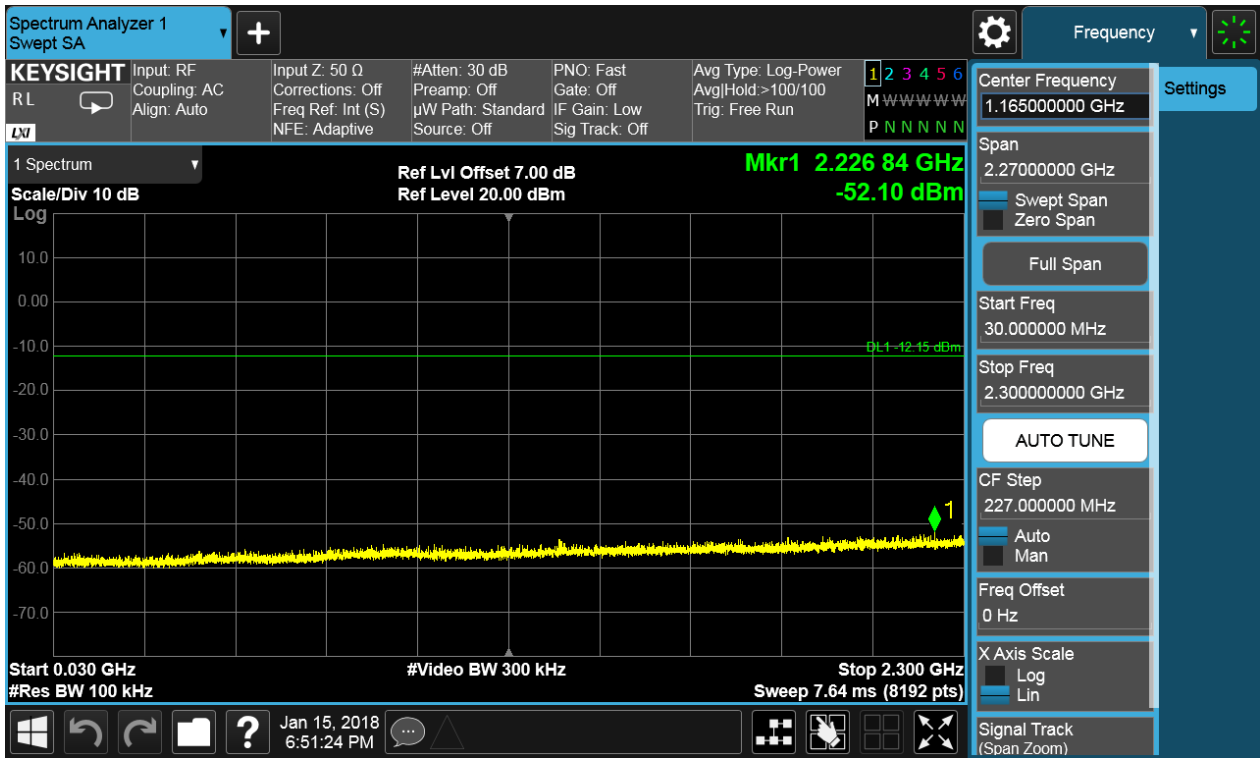 Spectrum Analyzer 1
Swept SA
+
Frequency
KEYSIGHT
R L
LXI
Input: RF
Coupling: AC
Align: Auto
Input Z: 50 Ω
Corrections: Off
Freq Ref: Int (S)
NFE: Adaptive
#Atten: 30 dB
Preamp: Off
µW Path: Standard
Source: Off
PNO: Fast
Gate: Off
IF Gain: Low
Sig Track: Off
Avg Type: Log-Power
Avg|Hold:>100/100
Trig: Free Run
1 2 3 4 5 6
M W W W W W
P N N N N N
1 Spectrum
Scale/Div 10 dB
Log
Ref Lvl Offset 7.00 dB
Ref Level 20.00 dBm
Mkr1 2.226 84 GHz
-52.10 dBm
10.0
0.00
-10.0
-20.0
-30.0
-40.0
-50.0
-60.0
-70.0
DL1 -12.15 dBm
1
Start 0.030 GHz
#Res BW 100 kHz
#Video BW 300 kHz
Stop 2.300 GHz
Sweep 7.64 ms (8192 pts)
Center Frequency
1.165000000 GHz
Span
2.27000000 GHz
Swept Span
Zero Span
Full Span
Start Freq
30.000000 MHz
Stop Freq
2.300000000 GHz
AUTO TUNE
CF Step
227.000000 MHz
Auto
Man
Freq Offset
0 Hz
X Axis Scale
Log
Lin
Signal Track
(Span Zoom)
Settings
?
Jan 15, 2018
6:51:24 PM